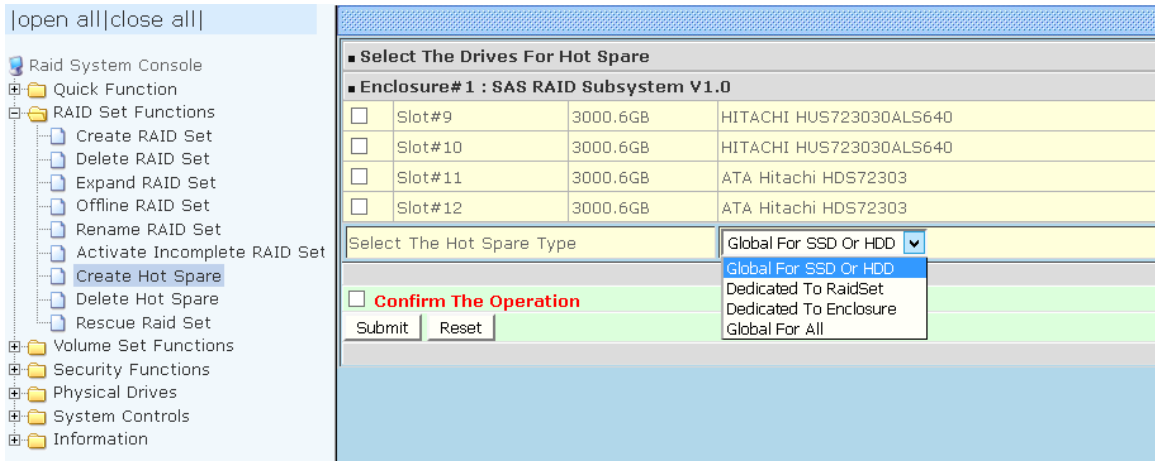 |open all|close all|
Raid System Console
Quick Function
RAID Set Functions
Create RAID Set
Delete RAID Set
Expand RAID Set
Offline RAID Set
Rename RAID Set
Activate Incomplete RAID Set
Create Hot Spare
Delete Hot Spare
Rescue Raid Set
Volume Set Functions
Security Functions
Physical Drives
System Controls
Information
Select The Drives For Hot Spare
Enclosure#1 : SAS RAID Subsystem V1.0
Slot#9 3000.6GB HITACHI HUS723030ALS640
Slot#10 3000.6GB HITACHI HUS723030ALS640
Slot#11 3000.6GB ATA Hitachi HDS72303
Slot#12 3000.6GB ATA Hitachi HDS72303
Select The Hot Spare Type Global For SSD Or HDD
Global For SSD Or HDD
Dedicated To RaidSet
Dedicated To Enclosure
Global For All
Confirm The Operation
Submit Reset